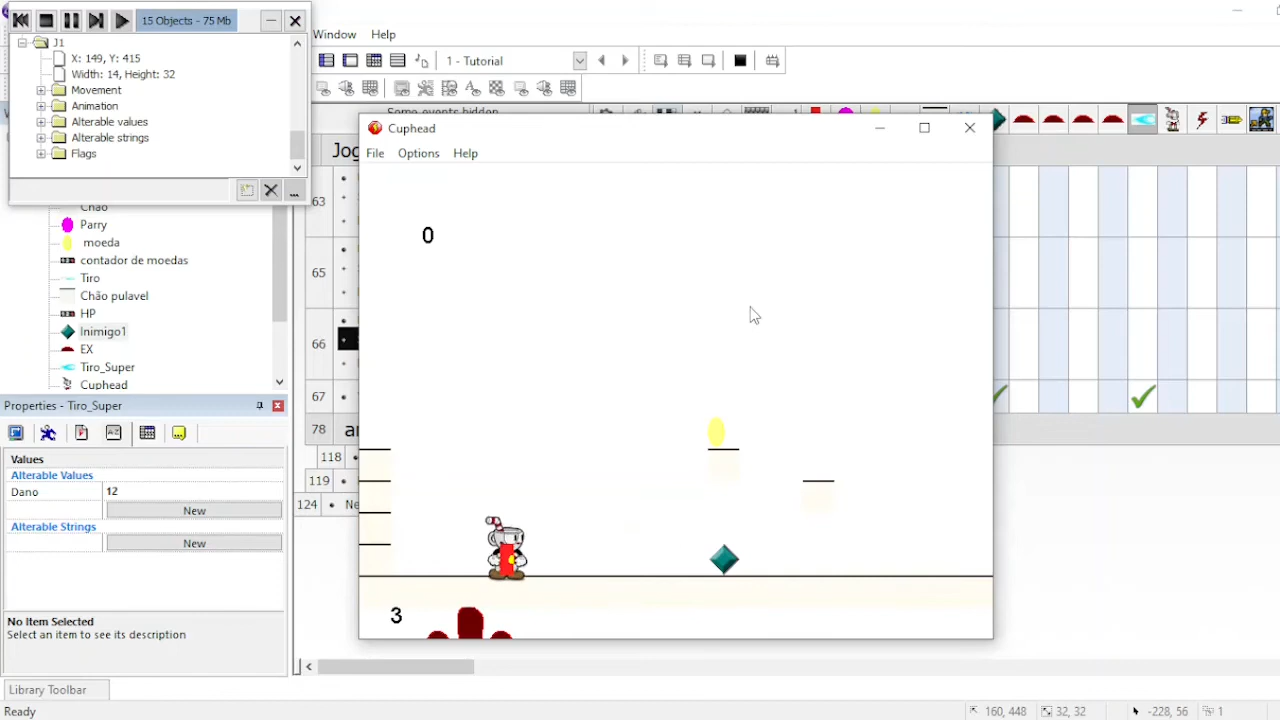 15 Objects - 75 Mb
J1
X: 149, Y: 415
Width: 14, Height: 32
Movement
Animation
Alterable values
Alterable strings
Flags
...
Window Help
1 - Tutorial
Some events hidden
Jog
63
65
66
67
78 ar
118
119
124 Ne
Cuphead
File Options Help
0
3
Chão
Parry
moeda
contador de moedas
Tiro
Chão pulavel
HP
Inimigo1
EX
Tiro_Super
Cuphead
Properties - Tiro_Super
Values
Alterable Values
Dano 12
New
Alterable Strings
New
No Item Selected
Select an item to see its description
Library Toolbar
Ready
160, 448
32, 32
-228, 56
1